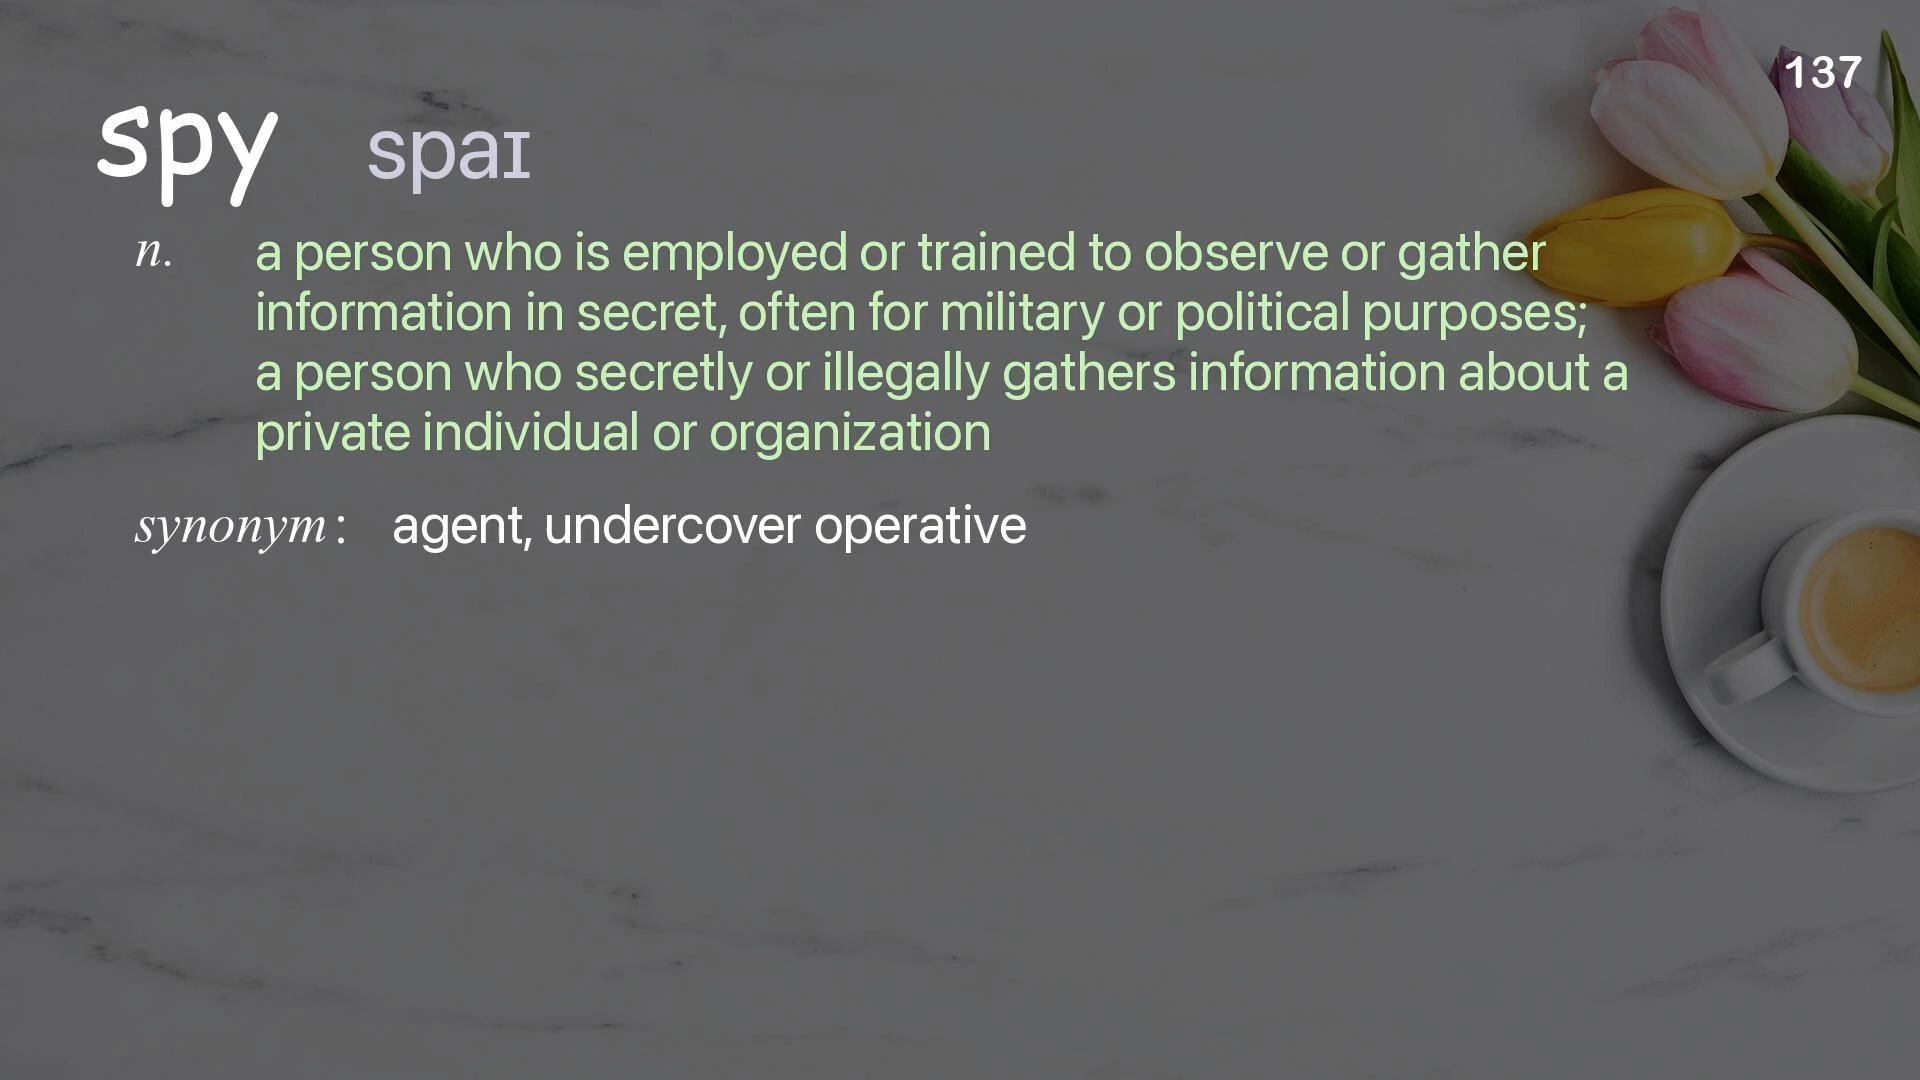 137
spy spaɪ
n. a person who is employed or trained to observe or gather
information in secret, often for military or political purposes;
a person who secretly or illegally gathers information about a
private individual or organization
synonym: agent, undercover operative